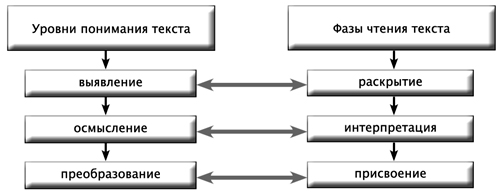 Уровни понимания текста
Фазы чтения текста
выявление
раскрытие
осмысление
интерпретация
преобразование
присвоение